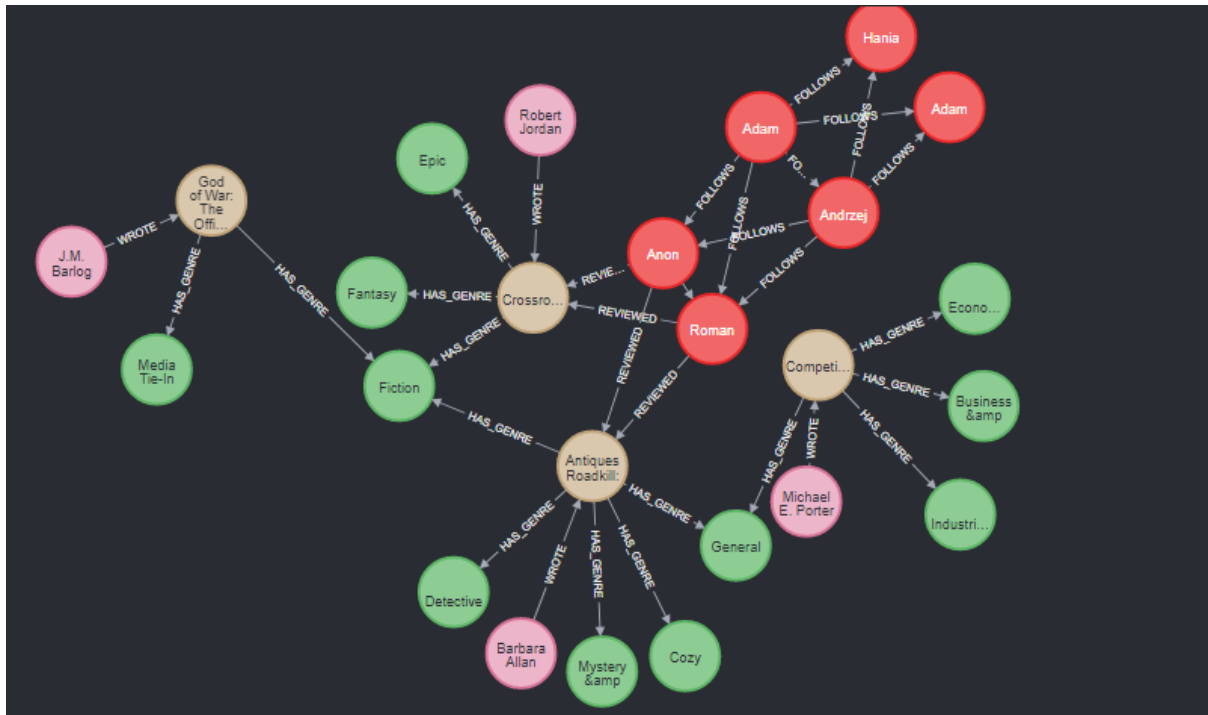 Hania
FOLLOWS
Adam
FOLLOWS
Adam
FOLLOWS
FOLLOWS
FO...
Robert
Jordan
Epic
God
of War:
The
Offi...
WROTE
J.M.
Barlog
HAS_GENRE
HAS_GENRE
Media
Tie-In
HAS_GENRE
WROTE
FOLLOWS
FOLLOWS
Andrzej
FOLLOWS
FOLLOWS
Anon
REVIE...
Fantasy
HAS_GENRE
Crossro...
REVIEWED
Roman
HAS_GENRE
Fiction
REVIEWED
REVIEWED
HAS_GENRE
Antiques
Roadkill:
Econo...
HAS_GENRE
Competi...
HAS_GENRE
Business
&amp
HAS_GENRE
HAS_GENRE
WROTE
Michael
E. Porter
Industri...
HAS_GENRE
General
HAS_GENRE
Detective
WROTE
HAS_GENRE
HAS_GENRE
Barbara
Allan
Mystery
&amp
Cozy